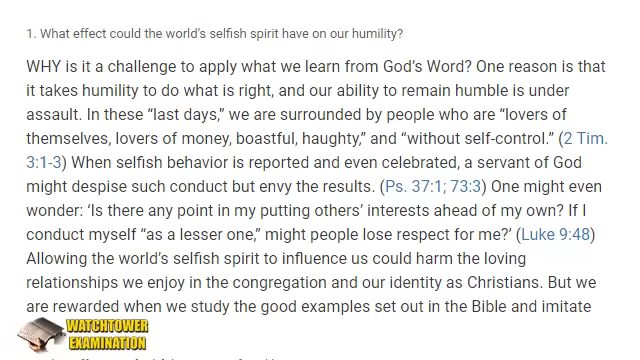 1. What effect could the world’s selfish spirit have on our humility?
WHY is it a challenge to apply what we learn from God’s Word? One reason is that
it takes humility to do what is right, and our ability to remain humble is under
assault. In these “last days,” we are surrounded by people who are “lovers of
themselves, lovers of money, boastful, haughty,” and “without self-control.” (2 Tim.
3:1-3) When selfish behavior is reported and even celebrated, a servant of God
might despise such conduct but envy the results. (Ps. 37:1; 73:3) One might even
wonder: ‘Is there any point in my putting others’ interests ahead of my own? If I
conduct myself “as a lesser one,” might people lose respect for me?’ (Luke 9:48)
Allowing the world’s selfish spirit to influence us could harm the loving
relationships we enjoy in the congregation and our identity as Christians. But we
are rewarded when we study the good examples set out in the Bible and imitate
WATCHTOWER
EXAMINATION